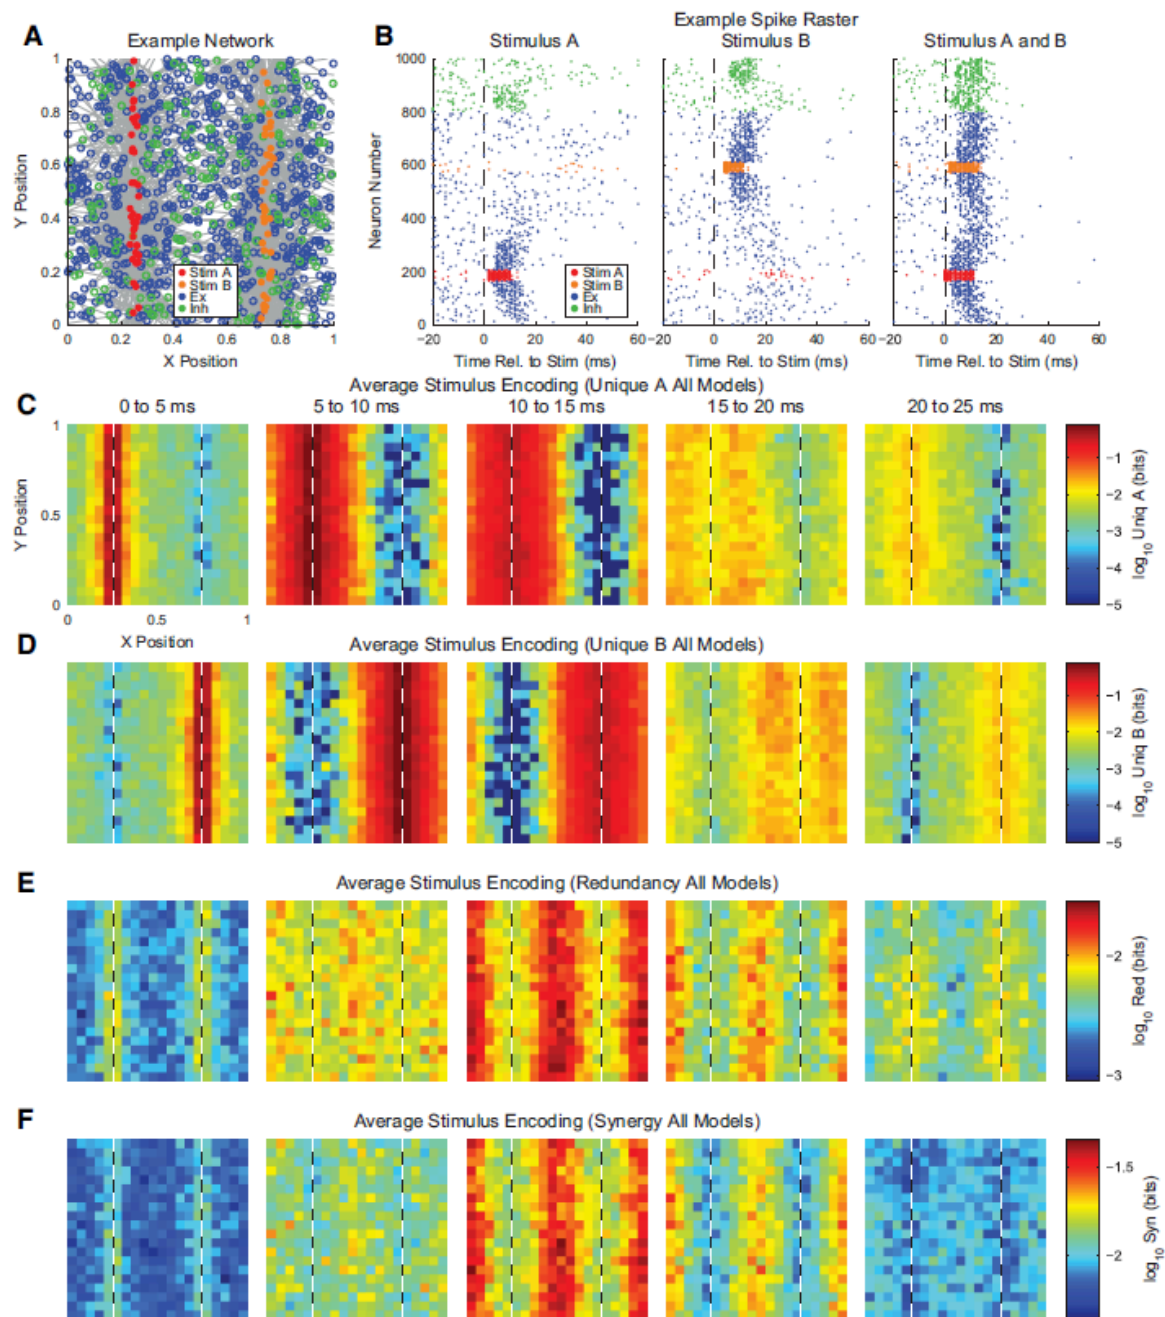 A
Example Network
1
0.8
0.6
0.4
0.2
0
Y Position
0 0.2 0.4 0.6 0.8 1
X Position
Stim A
Stim B
Ex
Inh
B
Example Spike Raster
Stimulus A
Stimulus B
Stimulus A and B
1000
800
600
400
200
0
Neuron Number
Stim A
Stim B
Ex
Inh
−20 0 20 40 60
−20 0 20 40 60
−20 0 20 40 60
Time Rel. to Stim (ms)
Time Rel. to Stim (ms)
Time Rel. to Stim (ms)
C
Average Stimulus Encoding (Unique A All Models)
0 to 5 ms
5 to 10 ms
10 to 15 ms
15 to 20 ms
20 to 25 ms
1
0.5
0
Y Position
0 0.5 1
X Position
−1
−2
−3
−4
−5
log10 Uniq A (bits)
D
Average Stimulus Encoding (Unique B All Models)
−1
−2
−3
−4
−5
log10 Uniq B (bits)
E
Average Stimulus Encoding (Redundancy All Models)
−2
−3
log10 Red (bits)
F
Average Stimulus Encoding (Synergy All Models)
−1.5
−2
log10 Syn (bits)